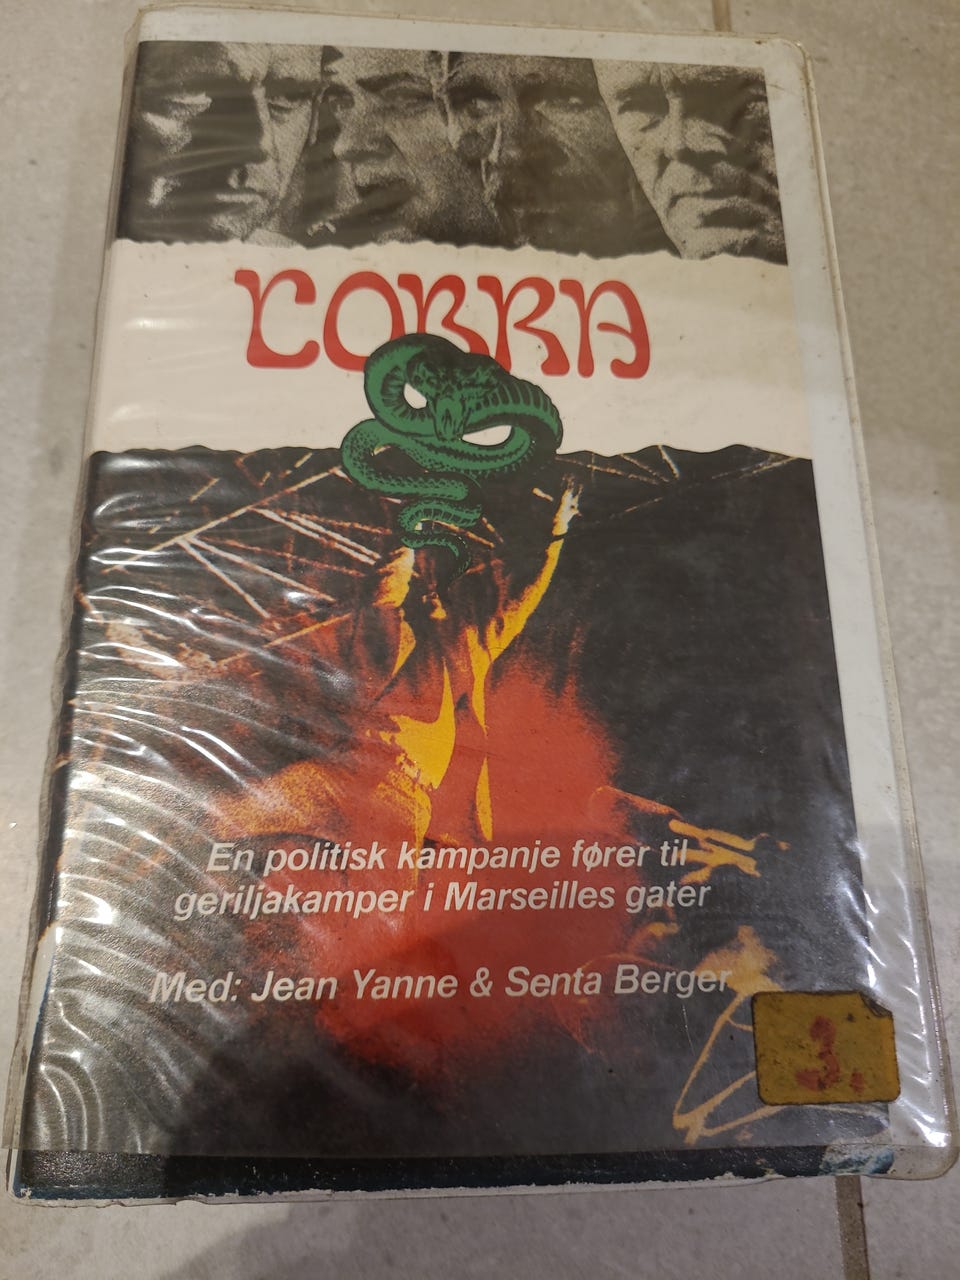 COBRA
En politisk kampanje fører til
geriljakamper i Marseilles gater
Med: Jean Yanne & Senta Berger
3.